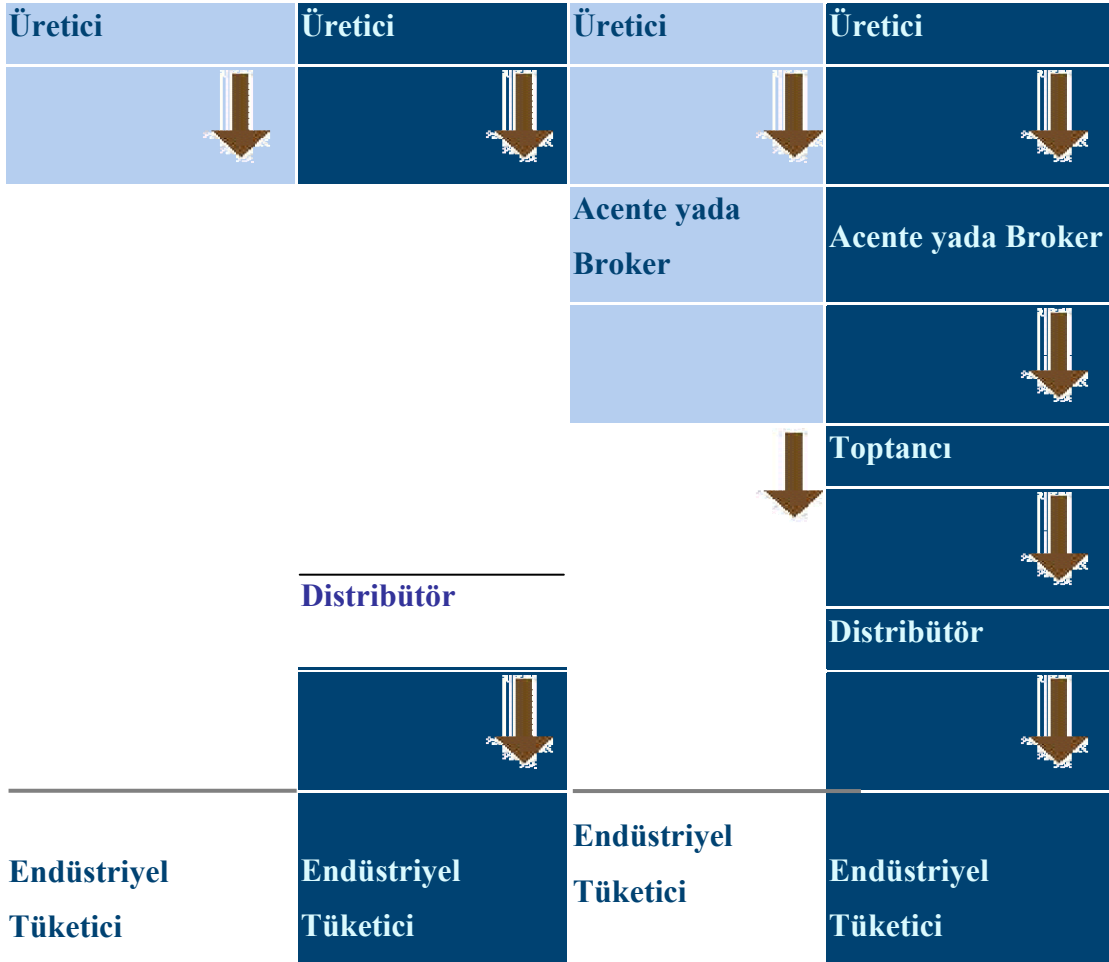 Üretici
Üretici
Üretici
Üretici
Acente yada
Broker
Acente yada Broker
Toptancı
Distribütör
Distribütör
Endüstriyel
Tüketici
Endüstriyel
Tüketici
Endüstriyel
Tüketici
Endüstriyel
Tüketici